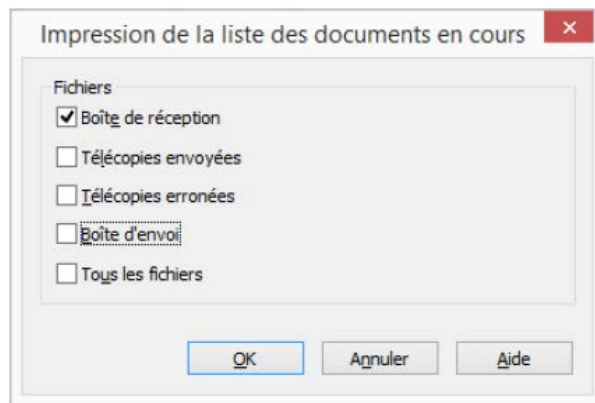 Impression de la liste des documents en cours
Fichiers
Boîte de réception
Télécopies envoyées
Télécopies erronées
Boîte d'envoi
Tous les fichiers
OK Annuler Aide